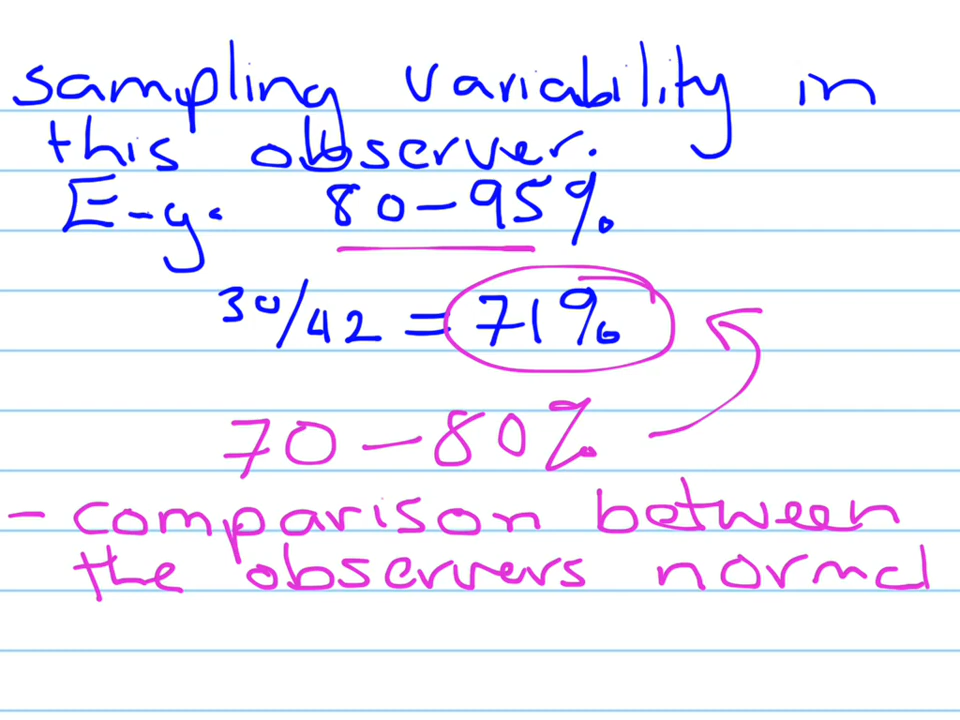 sampling variability in
this observer.
E-g. 80-95%
30/42 = 71%
70-80%
- comparison between
the observers normal